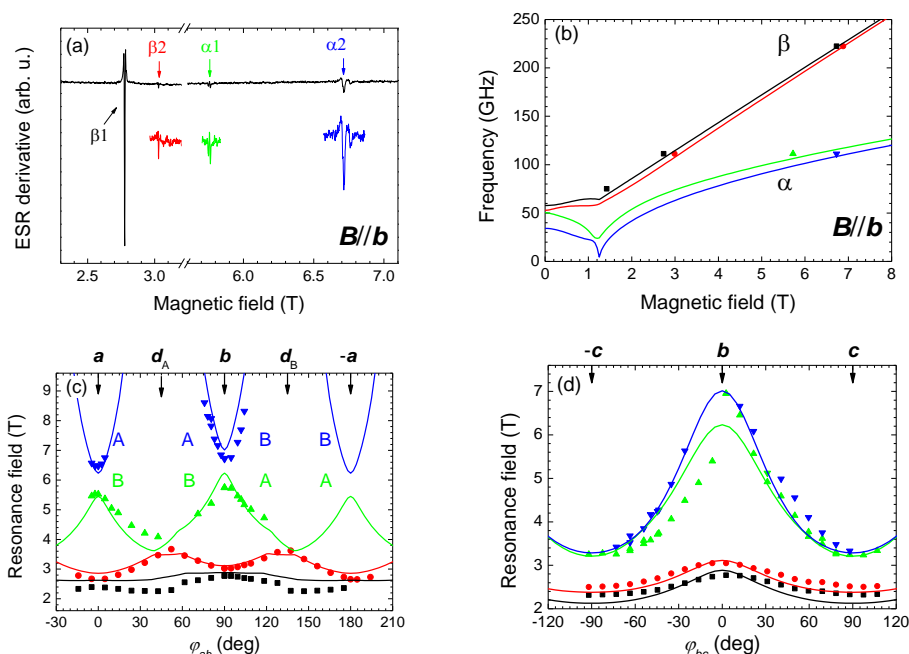 (a)
β2
α1
α2
β1
B//b
ESR derivative (arb. u.)
2.5 3.0 6.0 6.5 7.0
Magnetic field (T)
(b)
β
α
B//b
Frequency (GHz)
250
200
150
100
50
0
0 1 2 3 4 5 6 7 8
Magnetic field (T)
a d_A b d_B -a
(c)
A A B B
B B A A
Resonance field (T)
9
8
7
6
5
4
3
2
-30 0 30 60 90 120 150 180 210
φ_ab (deg)
-c b c
(d)
Resonance field (T)
7
6
5
4
3
2
-120 -90 -60 -30 0 30 60 90 120
φ_bc (deg)